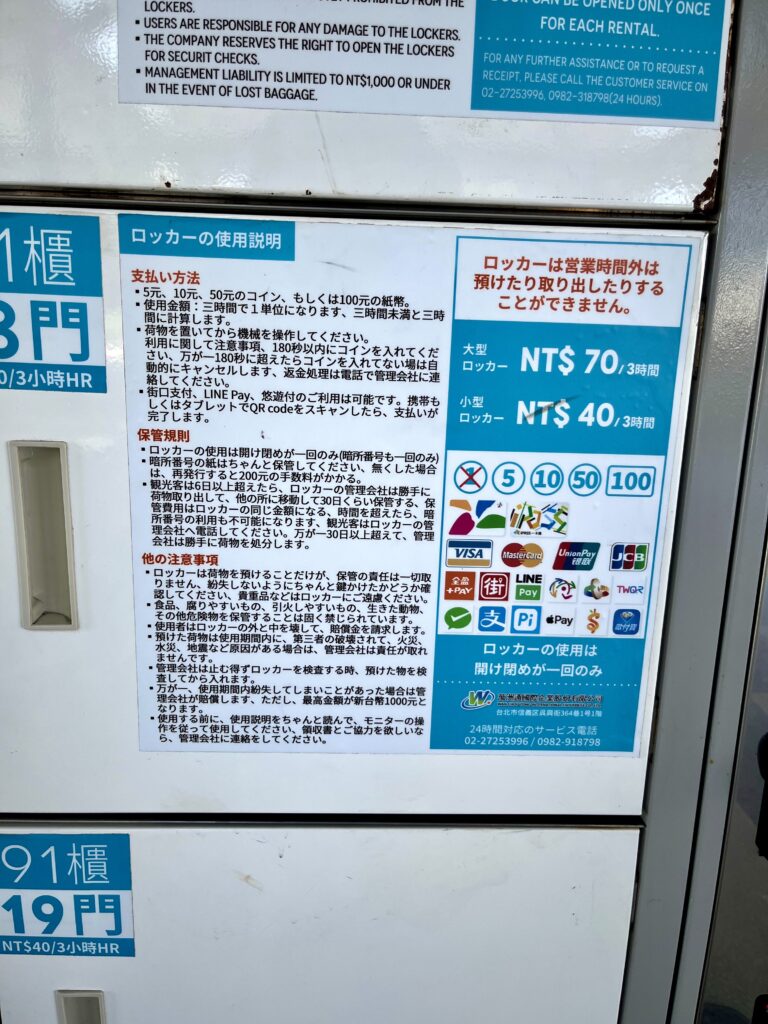 PROHIBITED FROM THE
LOCKERS.
▪ USERS ARE RESPONSIBLE FOR ANY DAMAGE TO THE LOCKERS.
▪ THE COMPANY RESERVES THE RIGHT TO OPEN THE LOCKERS
FOR SECURIT CHECKS.
▪ MANAGEMENT LIABILITY IS LIMITED TO NT$1,000 OR UNDER
IN THE EVENT OF LOST BAGGAGE.
CAN BE OPENED ONLY ONCE
FOR EACH RENTAL.
FOR ANY FURTHER ASSISTANCE OR TO REQUEST A
RECEIPT, PLEASE CALL THE CUSTOMER SERVICE ON
02-27253996, 0982-318798(24 HOURS).
1櫃
8門
0/3小時HR
ロッカーの使用説明
支払い方法
▪ 5元、10元、50元のコイン、もしくは100元の紙幣。
▪ 使用金額：三時間で１単位になります、三時間未満と三時
間に計算します。
▪ 荷物を置いてから機械を操作してください。
利用に関して注意事項、180秒以内にコインを入れてくだ
さい、万が一180秒に超えたらコインを入れてない場は自
動的にキャンセルします、返金処理は電話で管理会社に連
絡してください。
▪ 街口支付、LINE Pay、悠遊付のご利用は可能です。携帯も
しくはタブレットでQR codeをスキャンしたら、支払いが
完了します。
保管規則
▪ ロッカーの使用は開け閉めが一回のみ(暗所番号も一回のみ)
▪ 暗所番号の紙はちゃんと保管してください、無くした場合
は、再発行すると200元の手数料がかかる。
▪ 観光客は6日以上超えたら、ロッカーの管理会社は勝手に
荷物取り出して、他の所に移動して30日くらい保管する、保
管費用はロッカーの同じ金額になる、時間を超えたら、暗
所番号の利用も不可能になります、観光客はロッカーの管
理会社へ電話してください。万が一30日以上超えて、管理
会社は勝手に荷物を処分します。
他の注意事項
▪ ロッカーは荷物を預けることだけが、保管の責任は一切取
りません、紛失しないようにちゃんと鍵かけたかどうか確
認してください、貴重品などはロッカーにご遠慮ください。
▪ 食品、腐りやすいもの、引火しやすいもの、生きた動物、
その他危険物を保管することは固く禁じられています。
▪ 使用者はロッカーの外と中を壊して、賠償金を請求します。
▪ 預けた荷物は使用期間内に、第三者の破壊されて、火災、
水災、地震など原因がある場合は、管理会社は責任が取れ
ませんです。
▪ 管理会社は止む得ずロッカーを検査する時、預けた物を検
査してから入れます。
▪ 万が一、使用期間内紛失してしまいことがあった場合は管
理会社が賠償します、ただし、最高金額が新台幣1000元と
なります。
▪ 使用する前に、使用説明をちゃんと読んで、モニターの操
作を従って使用してください、領収書とご協力を欲しいな
ら、管理会社に連絡をしてください。
ロッカーは営業時間外は
預けたり取り出したりする
ことができません。
大型
ロッカー NT$ 70/3時間
小型
ロッカー NT$ 40/3時間
1 5 10 50 100
VISA MasterCard UnionPay 银联 JCB
全盈+PAY 街 LINE Pay TWQR
支 Pi Pay
ロッカーの使用は
開け閉めが一回のみ
台北市信義區吳興街364巷1号1階
24時間対応のサービス電話
02-27253996 / 0982-918798
91櫃
19門
NT$40/3小時HR